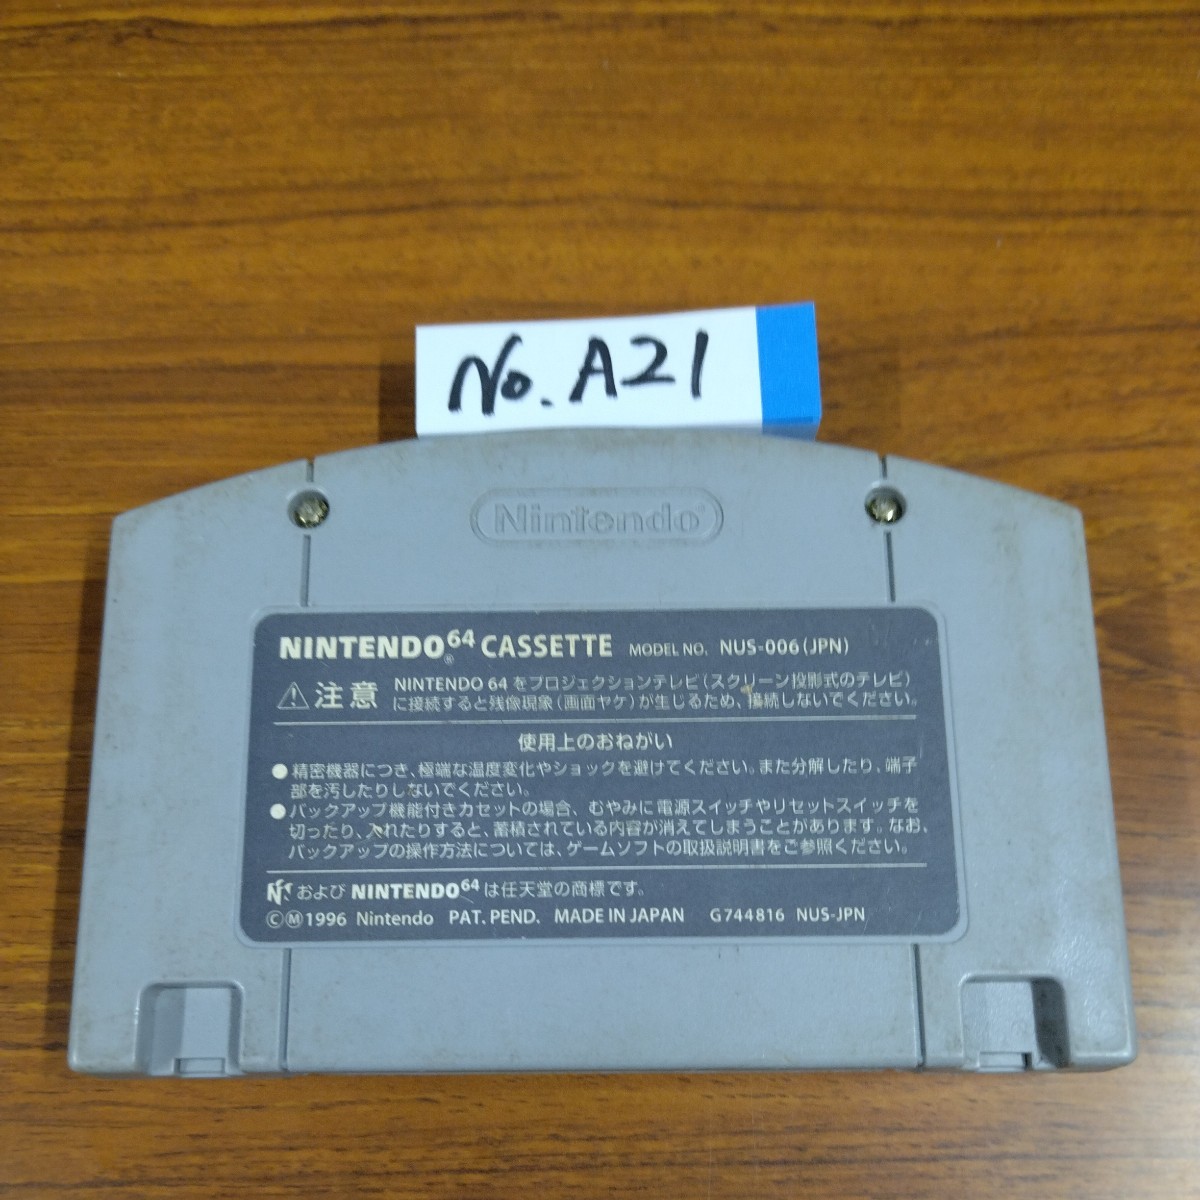 No. A21
Nintendo®
NINTENDO64® CASSETTE MODEL NO. NUS-006(JPN)
⚠注意 NINTENDO 64をプロジェクションテレビ(スクリーン投影式のテレビ)
に接続すると残像現象(画面ヤケ)が生じるため、接続しないでください。
使用上のおねがい
●精密機器につき、極端な温度変化やショックを避けてください。また分解したり、端子
部を汚したりしないでください。
●バックアップ機能付きカセットの場合、むやみに電源スイッチやリセットスイッチを
切ったり、入れたりすると、蓄積されている内容が消えてしまうことがあります。なお、
バックアップの操作方法については、ゲームソフトの取扱説明書をご参照ください。
および NINTENDO64は任天堂の商標です。
©Ⓜ1996 Nintendo PAT. PEND. MADE IN JAPAN G744816 NUS-JPN